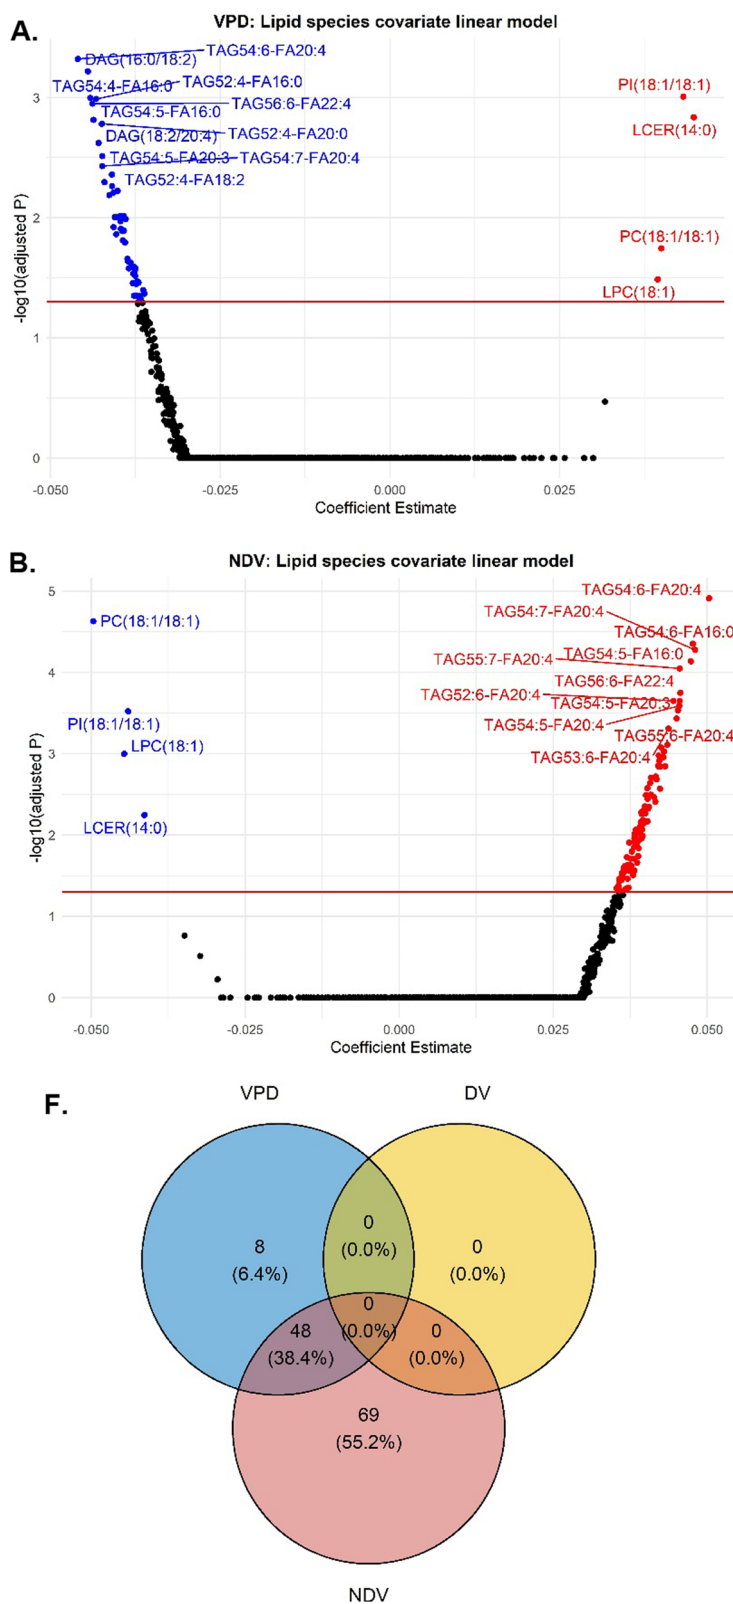 A.
VPD: Lipid species covariate linear model
TAG54:6-FA20:4
DAG(16:0/18:2)
TAG54:4-FA16:0
TAG52:4-FA16:0
TAG56:6-FA22:4
TAG54:5-FA16:0
TAG52:4-FA20:0
DAG(18:2/20:4)
TAG54:5-FA20:3
TAG54:7-FA20:4
TAG52:4-FA18:2
PI(18:1/18:1)
LCER(14:0)
PC(18:1/18:1)
LPC(18:1)
-log10(adjusted P)
3
2
1
0
-0.050
-0.025
0.000
0.025
Coefficient Estimate
B.
NDV: Lipid species covariate linear model
TAG54:6-FA20:4
TAG54:7-FA20:4
TAG54:6-FA16:0
TAG54:5-FA16:0
TAG55:7-FA20:4
TAG56:6-FA22:4
TAG52:6-FA20:4
TAG54:5-FA20:3
TAG54:5-FA20:4
TAG55:6-FA20:4
TAG53:6-FA20:4
PC(18:1/18:1)
PI(18:1/18:1)
LPC(18:1)
LCER(14:0)
-log10(adjusted P)
5
4
3
2
1
0
-0.050
-0.025
0.000
0.025
0.050
Coefficient Estimate
F.
VPD
DV
8
(6.4%)
0
(0.0%)
0
(0.0%)
0
(0.0%)
48
(38.4%)
0
(0.0%)
69
(55.2%)
NDV